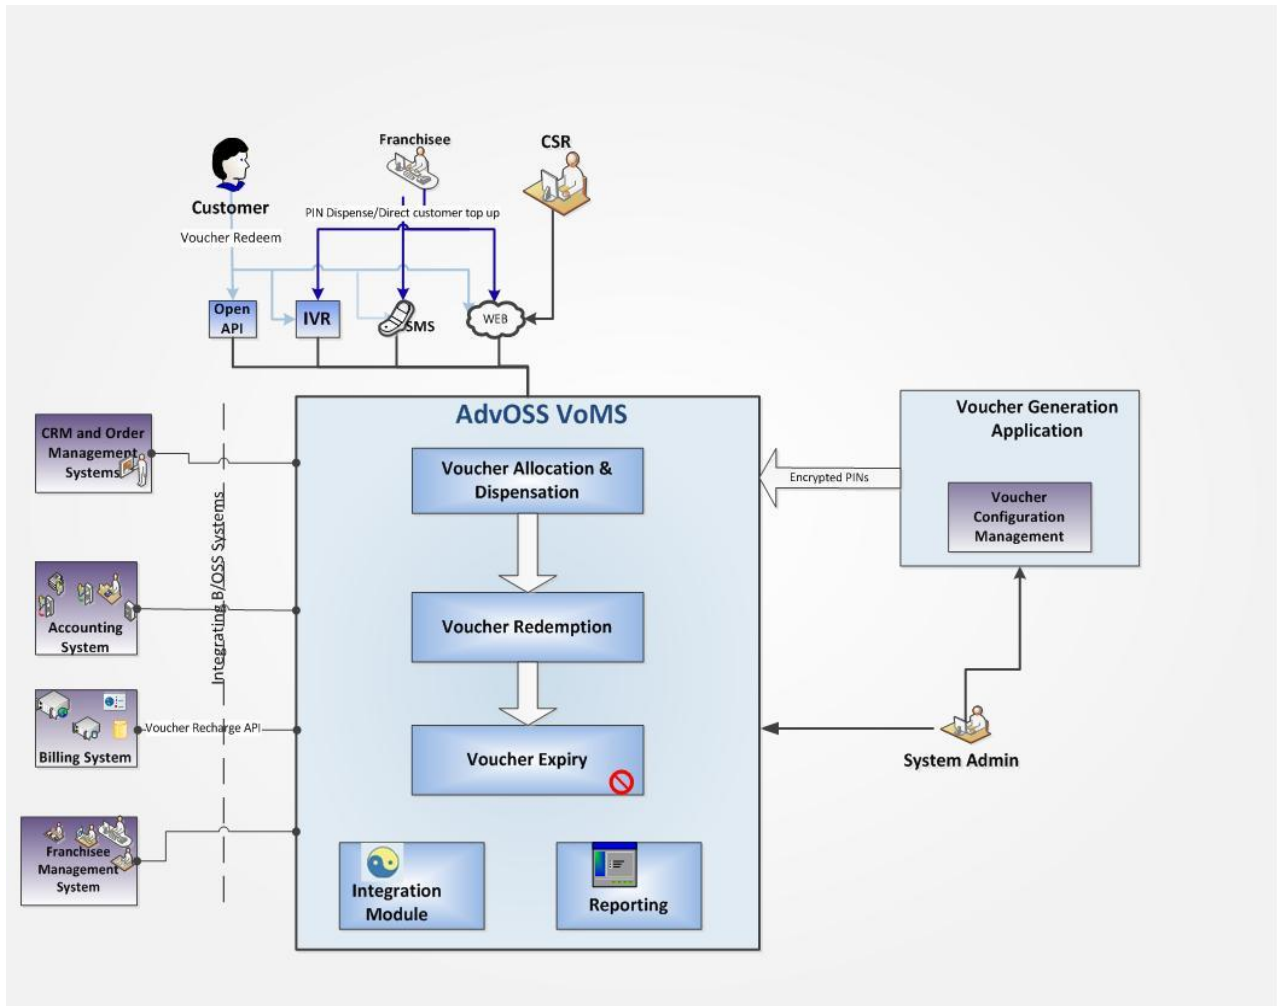 Franchisee
CSR
Customer
PIN Dispense/Direct customer top up
Voucher Redeem
Open
API
IVR
SMS
WEB
AdvOSS VoMS
Voucher Generation
Application
CRM and Order
Management
Systems
Voucher Allocation &
Dispensation
Encrypted PINs
Voucher
Configuration
Management
Integrating B/OSS Systems
Accounting
System
Voucher Redemption
Voucher Recharge API
Billing System
Voucher Expiry
System Admin
Franchisee
Management
System
Integration
Module
Reporting